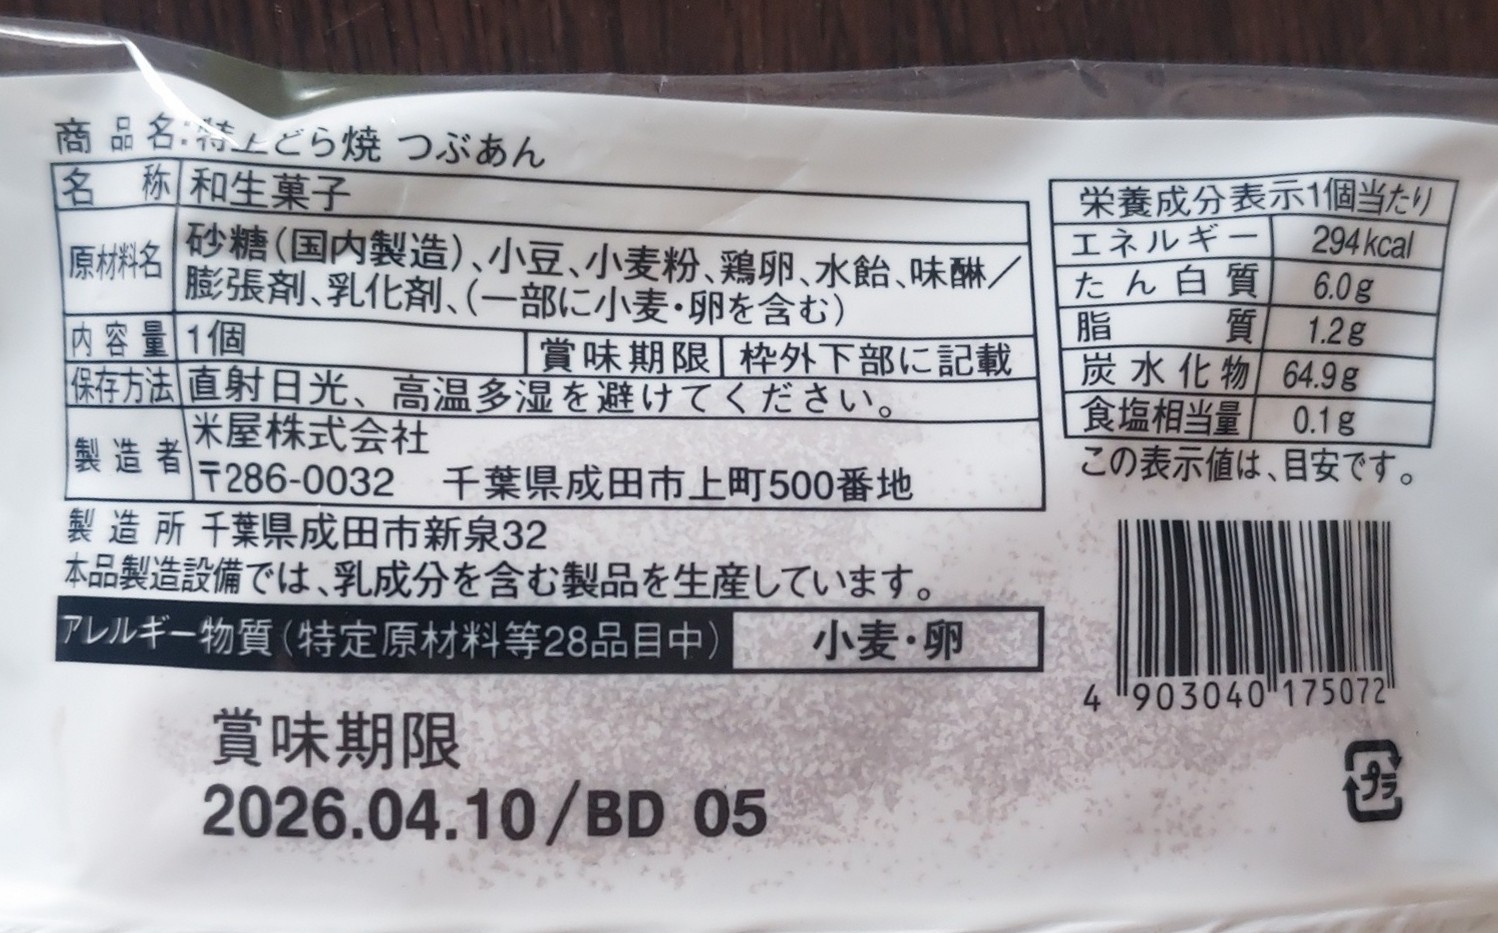 商品名:特上どら焼 つぶあん
名称 和生菓子
原材料名 砂糖(国内製造)、小豆、小麦粉、鶏卵、水飴、味醂/
膨張剤、乳化剤、(一部に小麦・卵を含む)
内容量 1個 賞味期限 枠外下部に記載
保存方法 直射日光、高温多湿を避けてください。
製造者 米屋株式会社
〒286-0032 千葉県成田市上町500番地
製造所 千葉県成田市新泉32
本品製造設備では、乳成分を含む製品を生産しています。
アレルギー物質(特定原材料等28品目中) 小麦・卵
賞味期限
2026.04.10/BD 05
栄養成分表示1個当たり
エネルギー 294kcal
たん白質 6.0g
脂質 1.2g
炭水化物 64.9g
食塩相当量 0.1g
この表示値は、目安です。
4 903040 175072
プラ